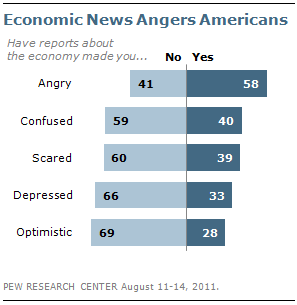 Economic News Angers Americans
Have reports about
the economy made you...
No Yes
Angry 41 58
Confused 59 40
Scared 60 39
Depressed 66 33
Optimistic 69 28
PEW RESEARCH CENTER August 11-14, 2011.